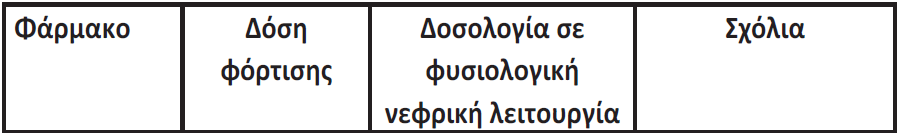 Φάρμακο
Δόση
φόρτισης
Δοσολογία σε
φυσιολογική
νεφρική λειτουργία
Σχόλια